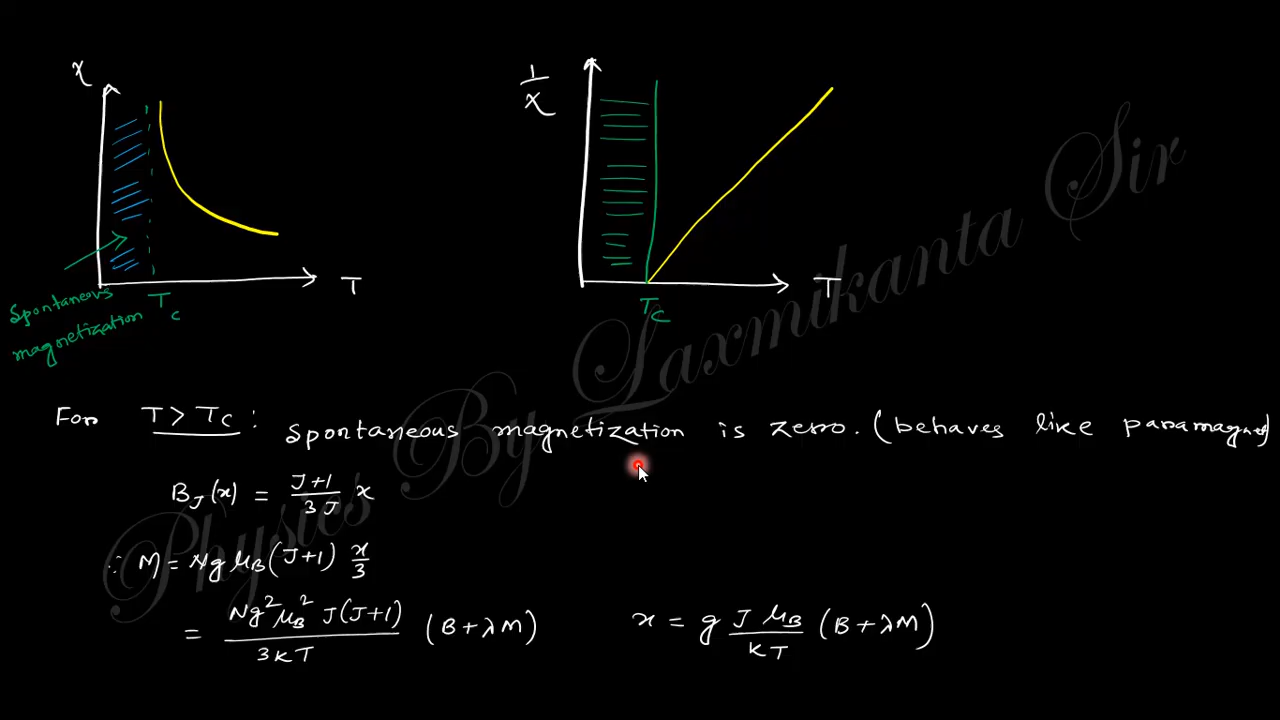 χ
T
T_c
Spontaneous
magnetization
1/χ
T
T_c
For T > T_c : Spontaneous magnetization is zero. (behaves like paramagnet)
B_J(x) = (J+1)/(3J) x
∴ M = N g μ_B (J+1) x/3
= (N g² μ_B² J(J+1))/(3kT) (B + λM)
x = g (J μ_B)/(kT) (B + λM)
Physics By Laxmikanta Sir